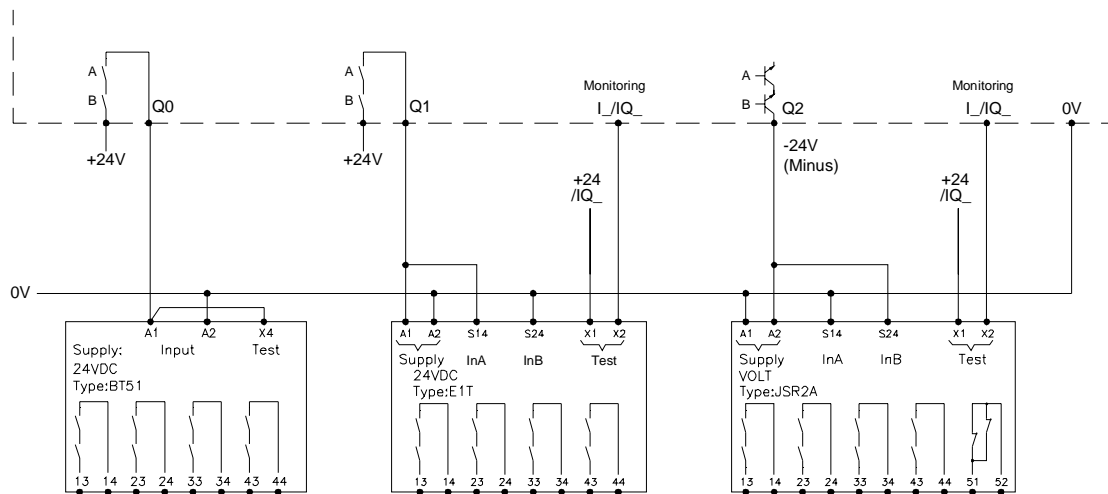 A
B
Q0
+24V
A
B
Q1
+24V
Monitoring
I_/IQ_
+24
/IQ_
A
B
Q2
-24V
(Minus)
Monitoring
I_/IQ_
0V
+24
/IQ_
0V
A1 A2 X4
Supply: Input Test
24VDC
Type:BT51
13 14 23 24 33 34 43 44
A1 A2 S14 S24 X1 X2
Supply InA InB Test
24VDC
Type:E1T
13 14 23 24 33 34 43 44
A1 A2 S14 S24 X1 X2
Supply InA InB Test
VOLT
Type:JSR2A
13 14 23 24 33 34 43 44 51 52